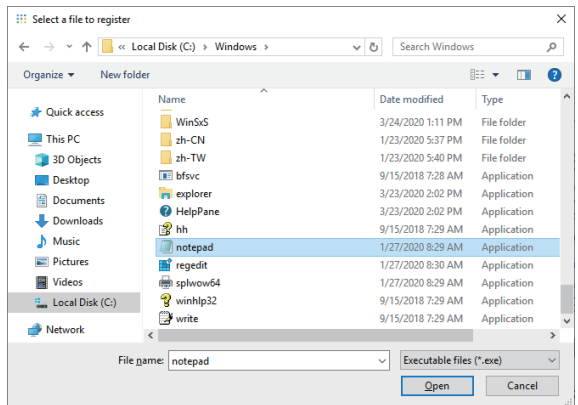 Select a file to register
« Local Disk (C:) > Windows >
Search Windows
Organize
New folder
Name Date modified Type
Quick access
This PC
3D Objects
Desktop
Documents
Downloads
Music
Pictures
Videos
Local Disk (C:)
Network
WinSxS 3/24/2020 1:11 PM File folder
zh-CN 1/23/2020 5:37 PM File folder
zh-TW 1/23/2020 5:40 PM File folder
bfsvc 9/15/2018 7:28 AM Application
explorer 3/23/2020 2:02 PM Application
HelpPane 3/23/2020 2:02 PM Application
hh 9/15/2018 7:29 AM Application
notepad 1/27/2020 8:29 AM Application
regedit 1/27/2020 8:30 AM Application
splwow64 1/27/2020 8:29 AM Application
winhlp32 9/15/2018 7:29 AM Application
write 9/15/2018 7:29 AM Application
File name: notepad
Executable files (*.exe)
Open
Cancel